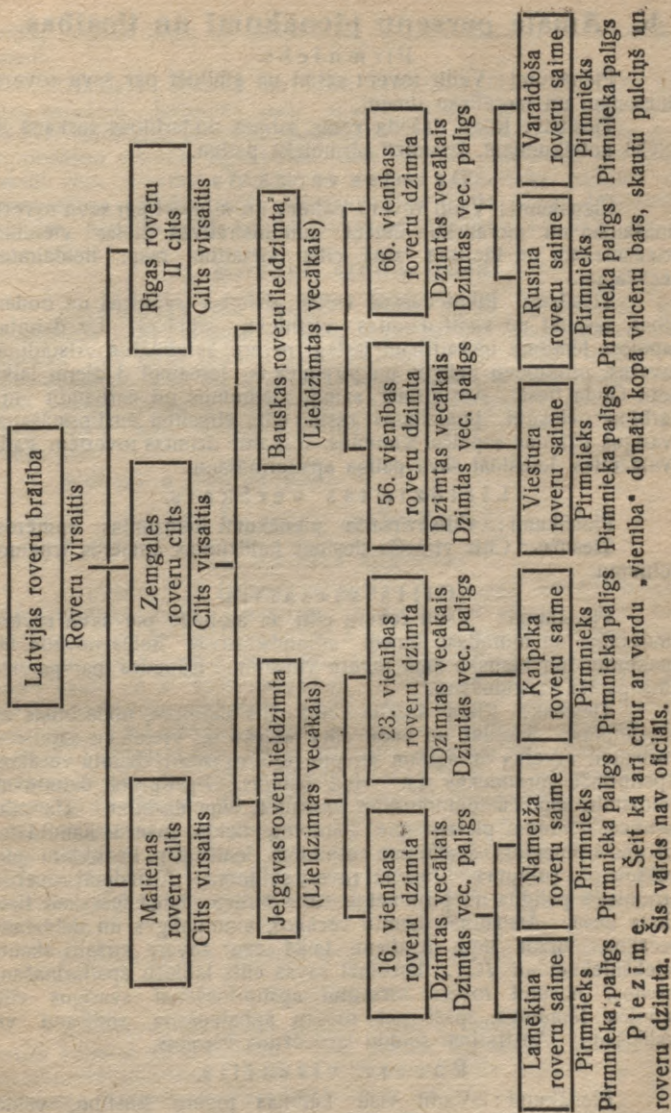 Latvijas roveru brālība
Roveru virsaitis
Malienas
roveru cilts
Cilts virsaitis
Zemgales
roveru cilts
Cilts virsaitis
Rīgas roveru
II cilts
Cilts virsaitis
Jelgavas roveru lieldzimta
(Lieldzimtas vecākais)
Bauskas roveru lieldzimta
(Lieldzimtas vecākais)
16. vienības
roveru dzimta
Dzimtas vecākais
Dzimtas vec. palīgs
23. vienības
roveru dzimta
Dzimtas vecākais
Dzimtas vec. palīgs
56. vienības
roveru dzimta
Dzimtas vecākais
Dzimtas vec. palīgs
66. vienības
roveru dzimta
Dzimtas vecākais
Dzimtas vec. palīgs
Lamēķina
roveru saime
Pirmnieks
Pirmnieka palīgs
Nameiža
roveru saime
Pirmnieks
Pirmnieka palīgs
Kalpaka
roveru saime
Pirmnieks
Pirmnieka palīgs
Viestura
roveru saime
Pirmnieks
Pirmnieka palīgs
Rusina
roveru saime
Pirmnieks
Pirmnieka palīgs
Varaidoša
roveru saime
Pirmnieks
Pirmnieka palīgs
Piezime. — Šeit kā arī citur ar vārdu „vienība“ domāti kopā vilcēnu bars, skautu pulciņš un
roveru dzimta. Šis vārds nav oficiāls.